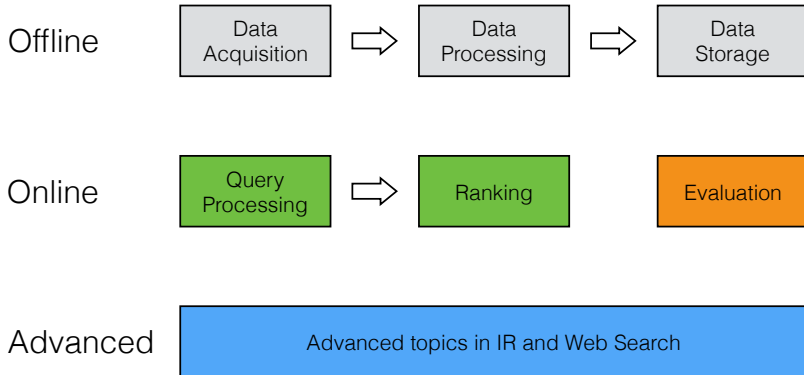 Offline
Data
Acquisition
Data
Processing
Data
Storage
Online
Query
Processing
Ranking
Evaluation
Advanced
Advanced topics in IR and Web Search